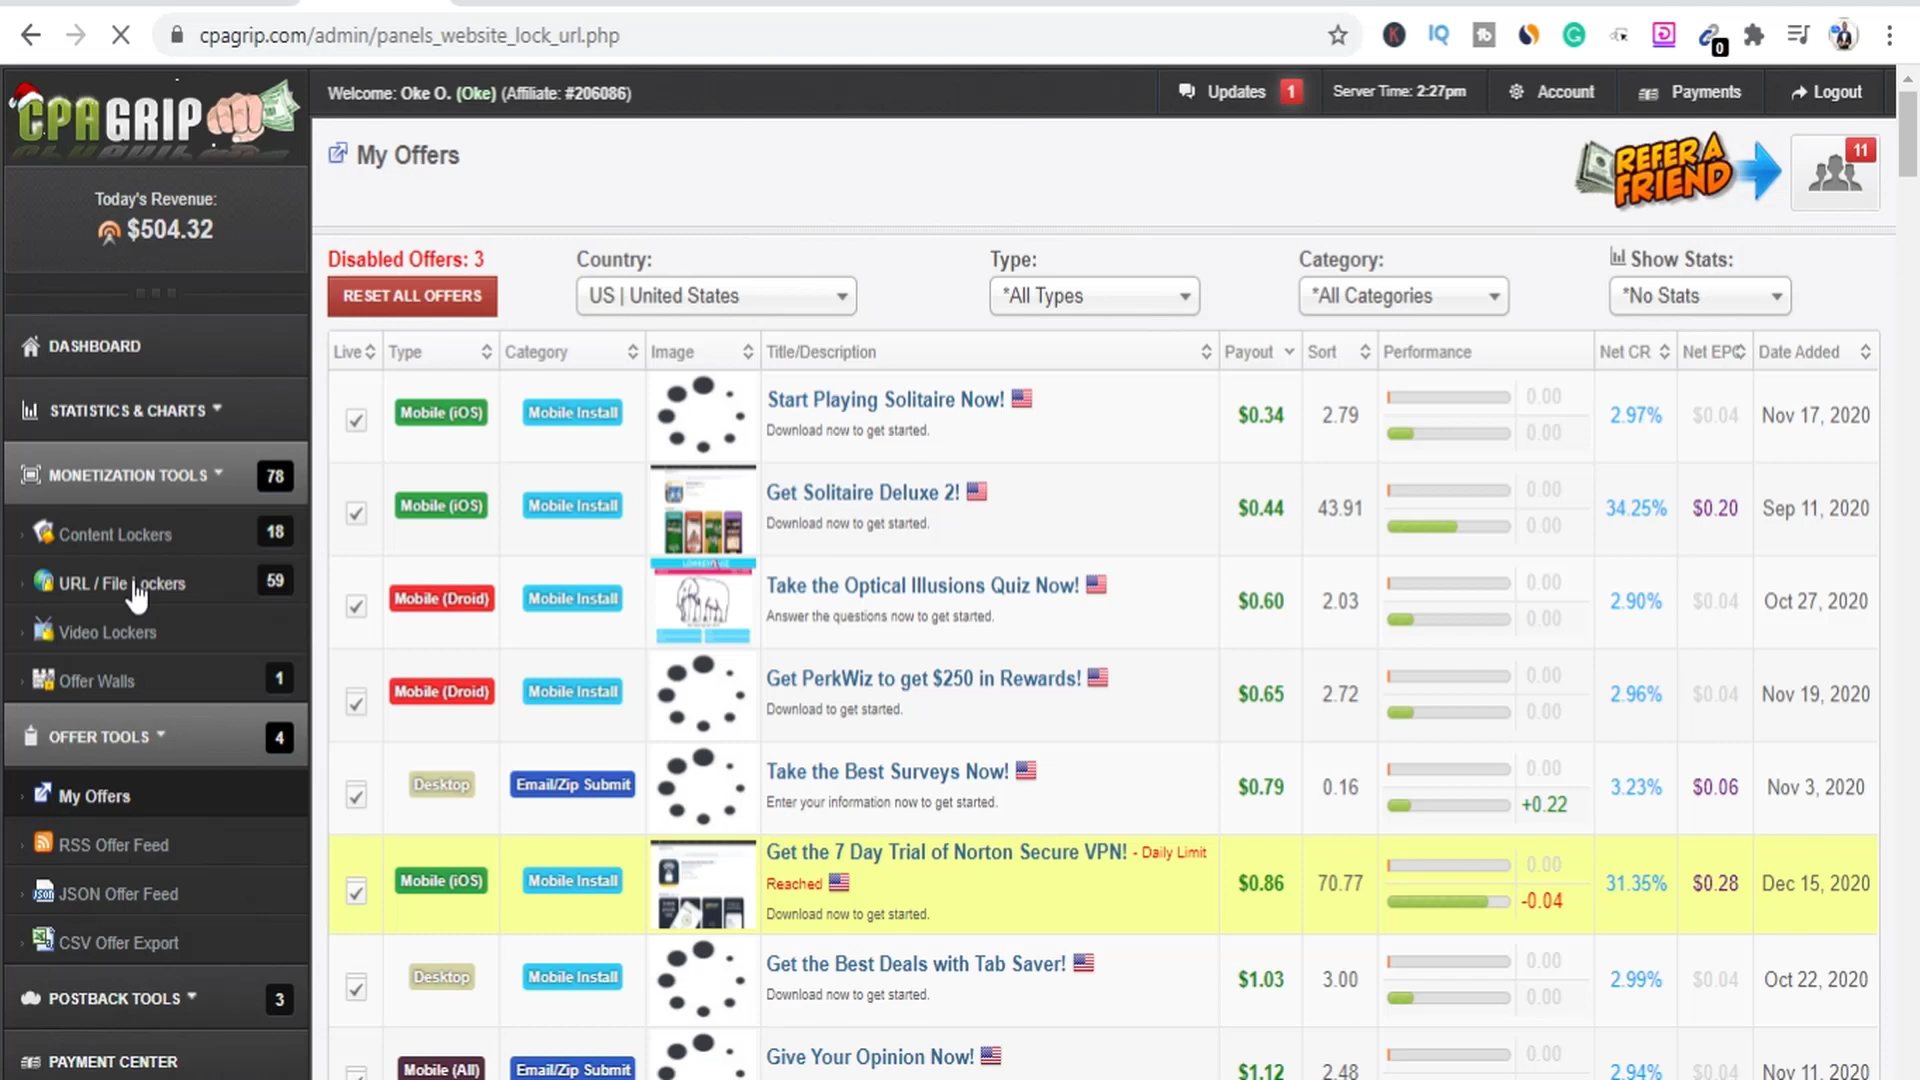 cpagrip.com/admin/panels_website_lock_url.php
0
CPAGRIP
Welcome: Oke O. (Oke) (Affiliate: #206086)
Updates 1
Server Time: 2:27pm
Account
Payments
Logout
Today's Revenue:
$504.32
DASHBOARD
STATISTICS & CHARTS
MONETIZATION TOOLS 78
Content Lockers 18
URL / File Lockers 59
Video Lockers
Offer Walls 1
OFFER TOOLS 4
My Offers
RSS Offer Feed
JSON Offer Feed
CSV Offer Export
POSTBACK TOOLS 3
PAYMENT CENTER
My Offers
REFER A
FRIEND
11
Disabled Offers: 3
RESET ALL OFFERS
Country:
US | United States
Type:
*All Types
Category:
*All Categories
Show Stats:
*No Stats
Live Type Category Image Title/Description Payout Sort Performance Net CR Net EPC Date Added
Mobile (iOS) Mobile Install Start Playing Solitaire Now! $0.34 2.79 0.00 2.97% $0.04 Nov 17, 2020
Download now to get started. 0.00
Mobile (iOS) Mobile Install Get Solitaire Deluxe 2! $0.44 43.91 0.00 34.25% $0.20 Sep 11, 2020
Download now to get started. 0.00
Mobile (Droid) Mobile Install Take the Optical Illusions Quiz Now! $0.60 2.03 0.00 2.90% $0.04 Oct 27, 2020
Answer the questions now to get started. 0.00
Mobile (Droid) Mobile Install Get PerkWiz to get $250 in Rewards! $0.65 2.72 0.00 2.96% $0.04 Nov 19, 2020
Download to get started. 0.00
Desktop Email/Zip Submit Take the Best Surveys Now! $0.79 0.16 0.00 3.23% $0.06 Nov 3, 2020
Enter your information now to get started. +0.22
Mobile (iOS) Mobile Install Get the 7 Day Trial of Norton Secure VPN! - Daily Limit $0.86 70.77 0.00 31.35% $0.28 Dec 15, 2020
Reached -0.04
Download now to get started.
Desktop Mobile Install Get the Best Deals with Tab Saver! $1.03 3.00 0.00 2.99% $0.04 Oct 22, 2020
Download now to get started. 0.00
Mobile (All) Email/Zip Submit Give Your Opinion Now! $1.12 2.48 0.00 2.94% $0.04 Nov 11, 2020